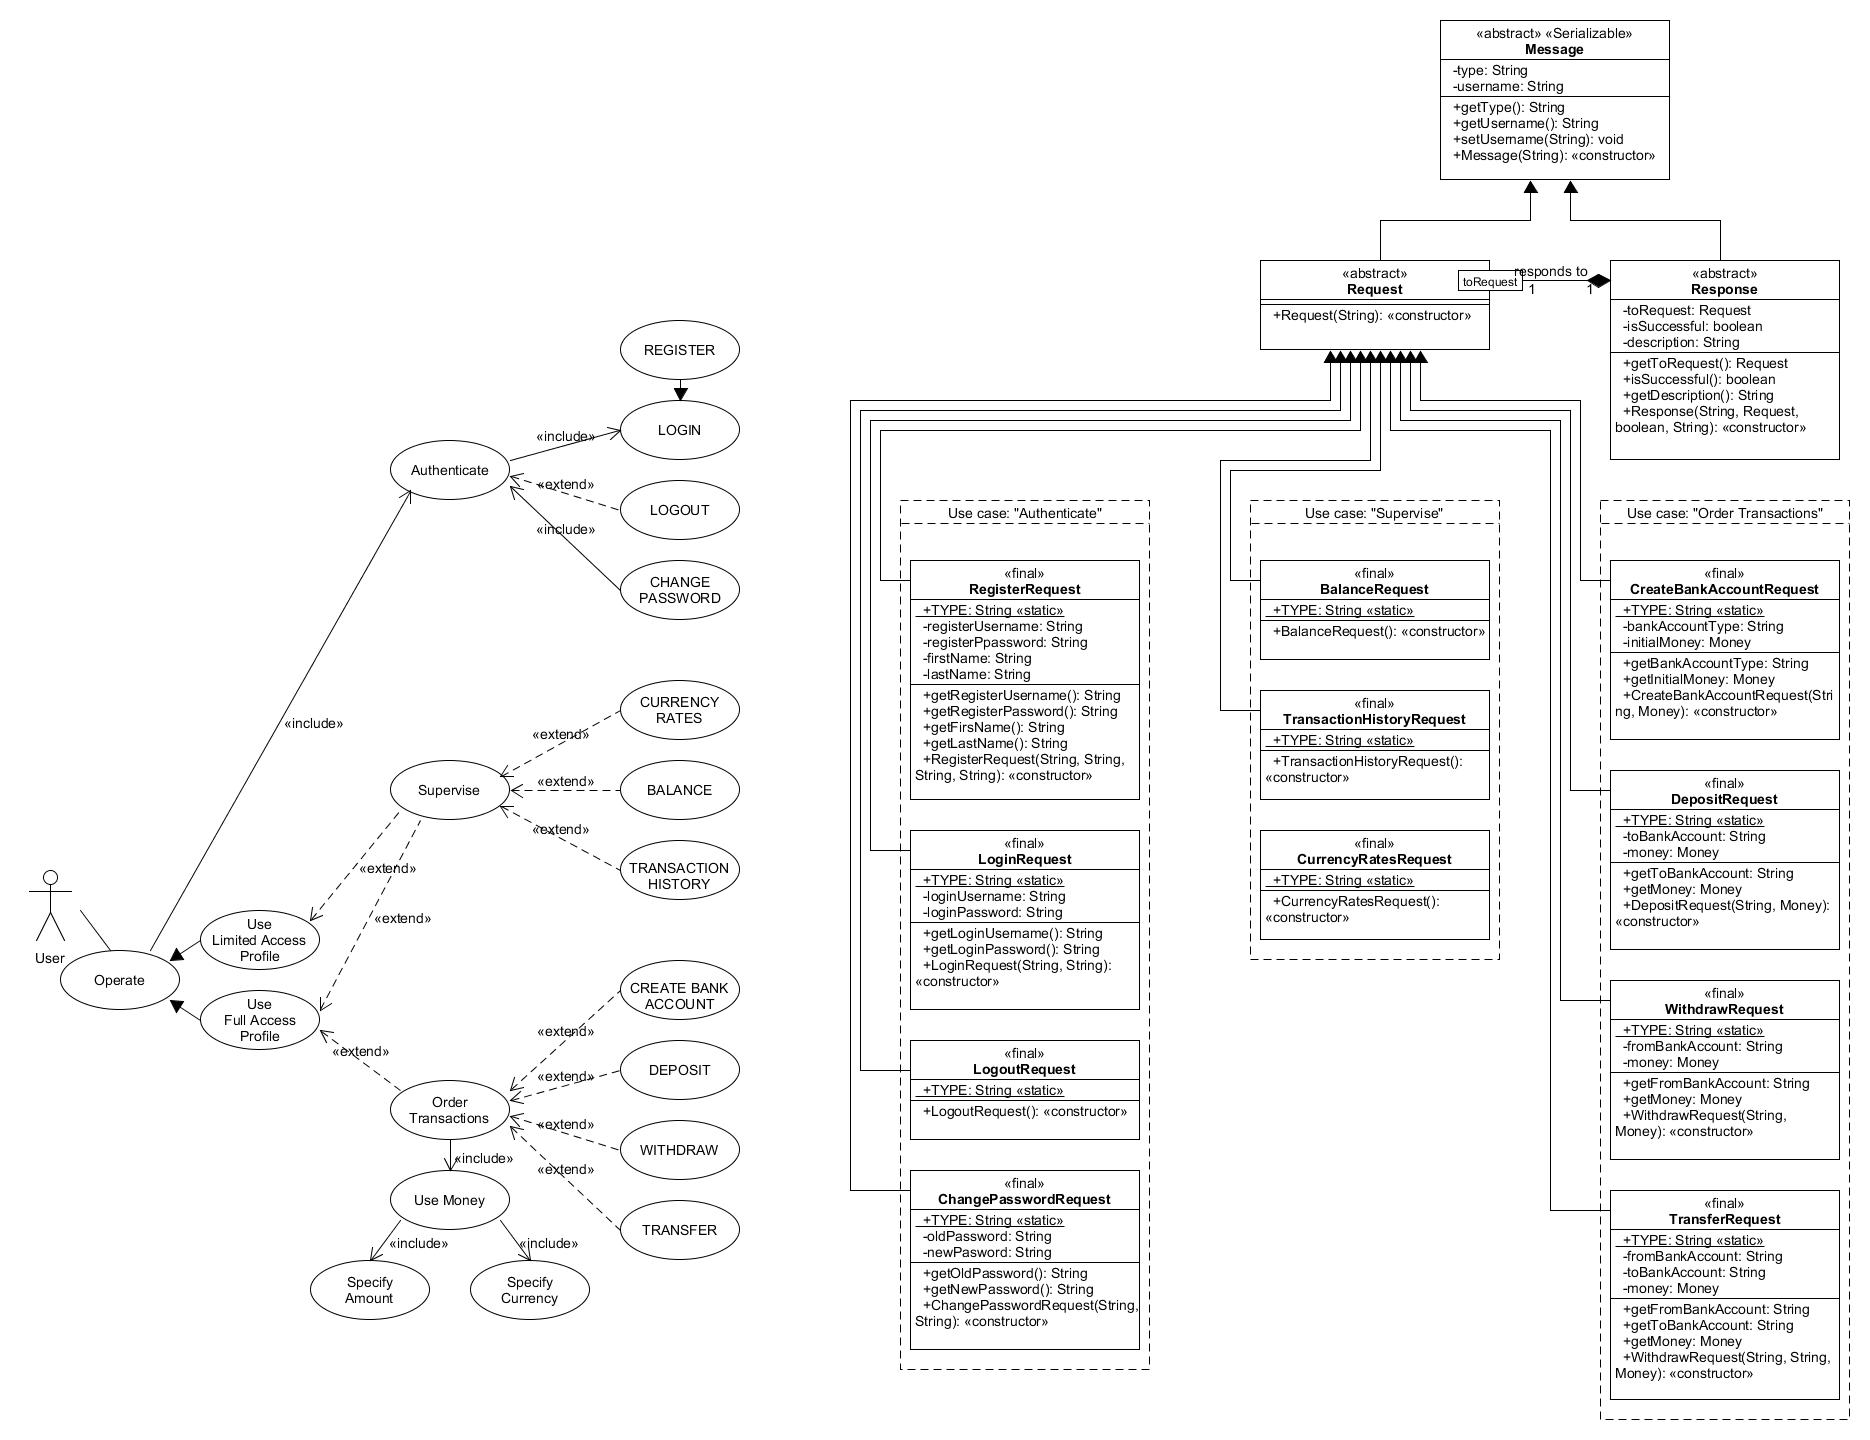 REGISTER
LOGIN
«include»
Authenticate
«extend»
LOGOUT
«include»
CHANGE
PASSWORD
«include»
CURRENCY
RATES
«extend»
Supervise
«extend»
BALANCE
«extend»
TRANSACTION
HISTORY
«extend»
«extend»
User
Use
Limited Access
Profile
Operate
Use
Full Access
Profile
«extend»
CREATE BANK
ACCOUNT
«extend»
DEPOSIT
«extend»
Order
Transactions
«extend»
WITHDRAW
«include»
«extend»
Use Money
TRANSFER
«include»
«include»
Specify
Amount
Specify
Currency
«abstract» «Serializable»
Message
-type: String
-username: String
+getType(): String
+getUsername(): String
+setUsername(String): void
+Message(String): «constructor»
«abstract»
Request
+Request(String): «constructor»
toRequest
responds to
1
1
«abstract»
Response
-toRequest: Request
-isSuccessful: boolean
-description: String
+getToRequest(): Request
+isSuccessful(): boolean
+getDescription(): String
+Response(String, Request,
boolean, String): «constructor»
Use case: "Authenticate"
«final»
RegisterRequest
+TYPE: String «static»
-registerUsername: String
-registerPpassword: String
-firstName: String
-lastName: String
+getRegisterUsername(): String
+getRegisterPassword(): String
+getFirsName(): String
+getLastName(): String
+RegisterRequest(String, String,
String, String): «constructor»
«final»
LoginRequest
+TYPE: String «static»
-loginUsername: String
-loginPassword: String
+getLoginUsername(): String
+getLoginPassword(): String
+LoginRequest(String, String):
«constructor»
«final»
LogoutRequest
+TYPE: String «static»
+LogoutRequest(): «constructor»
«final»
ChangePasswordRequest
+TYPE: String «static»
-oldPassword: String
-newPasword: String
+getOldPassword(): String
+getNewPassword(): String
+ChangePasswordRequest(String,
String): «constructor»
Use case: "Supervise"
«final»
BalanceRequest
+TYPE: String «static»
+BalanceRequest(): «constructor»
«final»
TransactionHistoryRequest
+TYPE: String «static»
+TransactionHistoryRequest():
«constructor»
«final»
CurrencyRatesRequest
+TYPE: String «static»
+CurrencyRatesRequest():
«constructor»
Use case: "Order Transactions"
«final»
CreateBankAccountRequest
+TYPE: String «static»
-bankAccountType: String
-initialMoney: Money
+getBankAccountType: String
+getInitialMoney: Money
+CreateBankAccountRequest(Stri
ng, Money): «constructor»
«final»
DepositRequest
+TYPE: String «static»
-toBankAccount: String
-money: Money
+getToBankAccount: String
+getMoney: Money
+DepositRequest(String, Money):
«constructor»
«final»
WithdrawRequest
+TYPE: String «static»
-fromBankAccount: String
-money: Money
+getFromBankAccount: String
+getMoney: Money
+WithdrawRequest(String,
Money): «constructor»
«final»
TransferRequest
+TYPE: String «static»
-fromBankAccount: String
-toBankAccount: String
-money: Money
+getFromBankAccount: String
+getToBankAccount: String
+getMoney: Money
+WithdrawRequest(String, String,
Money): «constructor»